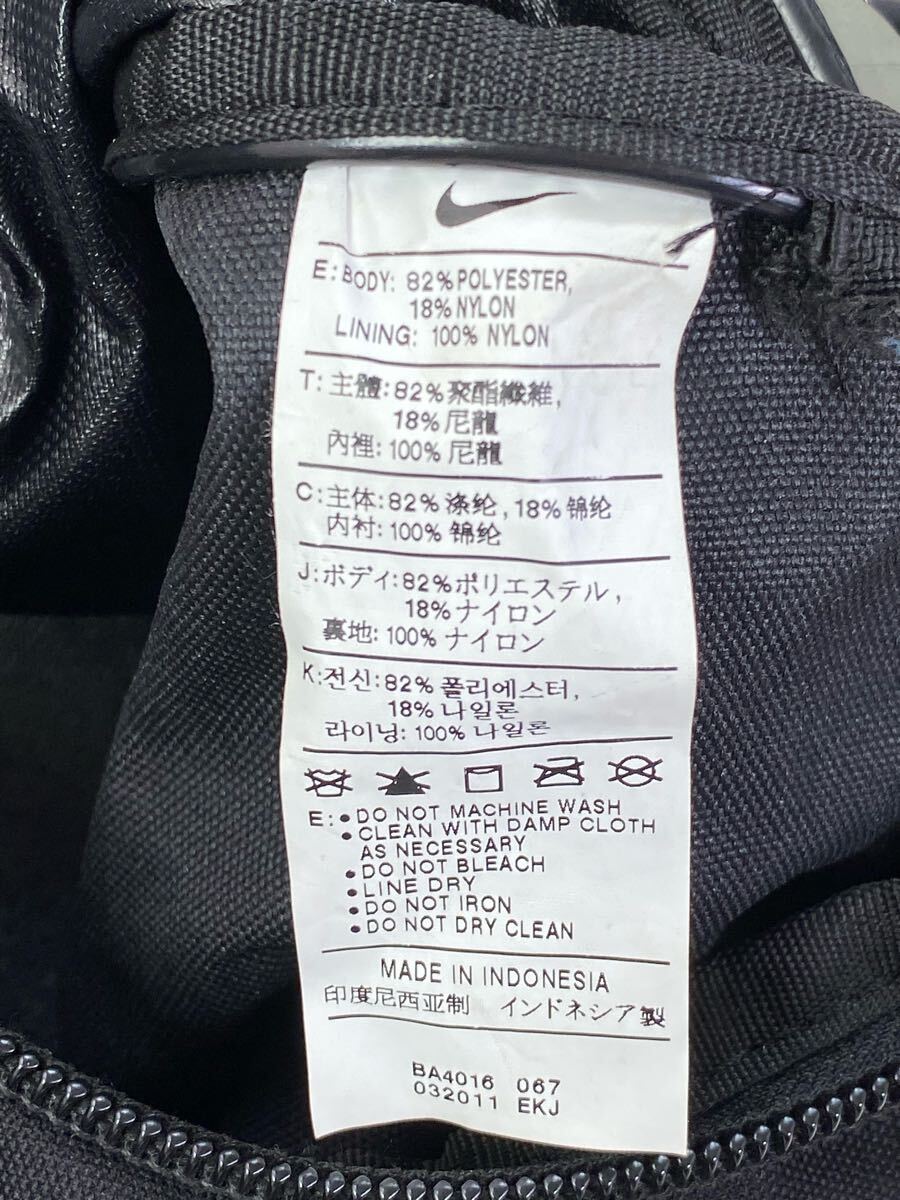 E: BODY: 82% POLYESTER,
18% NYLON
LINING: 100% NYLON
T: 主體: 82% 聚酯纖維,
18% 尼龍
內裡: 100% 尼龍
C: 主体: 82% 涤纶, 18% 锦纶
内衬: 100% 锦纶
J: ボディ: 82% ポリエステル,
18% ナイロン
裏地: 100% ナイロン
K: 전신: 82% 폴리에스터,
18% 나일론
라이닝: 100% 나일론
E: • DO NOT MACHINE WASH
• CLEAN WITH DAMP CLOTH
AS NECESSARY
• DO NOT BLEACH
• LINE DRY
• DO NOT IRON
• DO NOT DRY CLEAN
MADE IN INDONESIA
印度尼西亚制 インドネシア製
BA4016 067
032011 EKJ